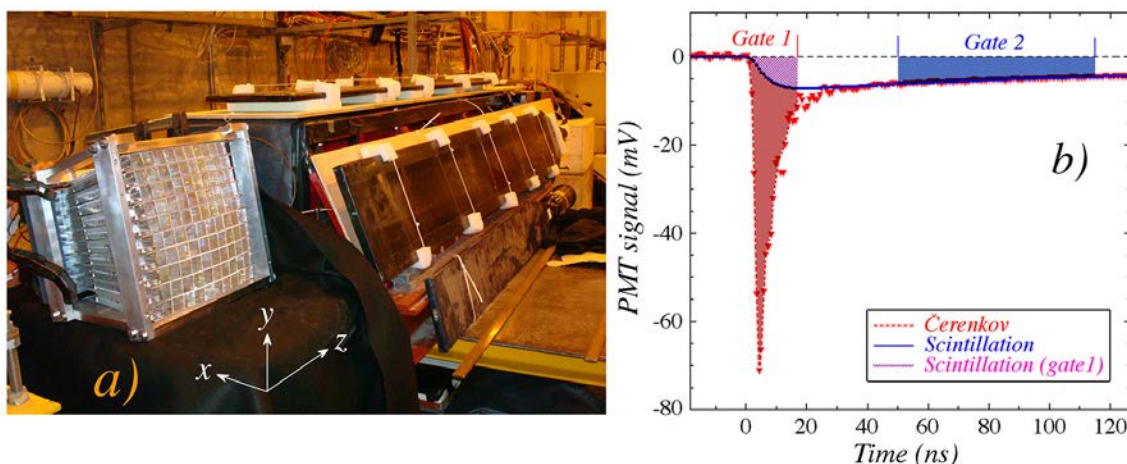 a)
x
y
z
Gate 1
Gate 2
b)
PMT signal (mV)
0
-20
-40
-60
-80
Čerenkov
Scintillation
Scintillation (gate1)
0 20 40 60 80 100 120
Time (ns)